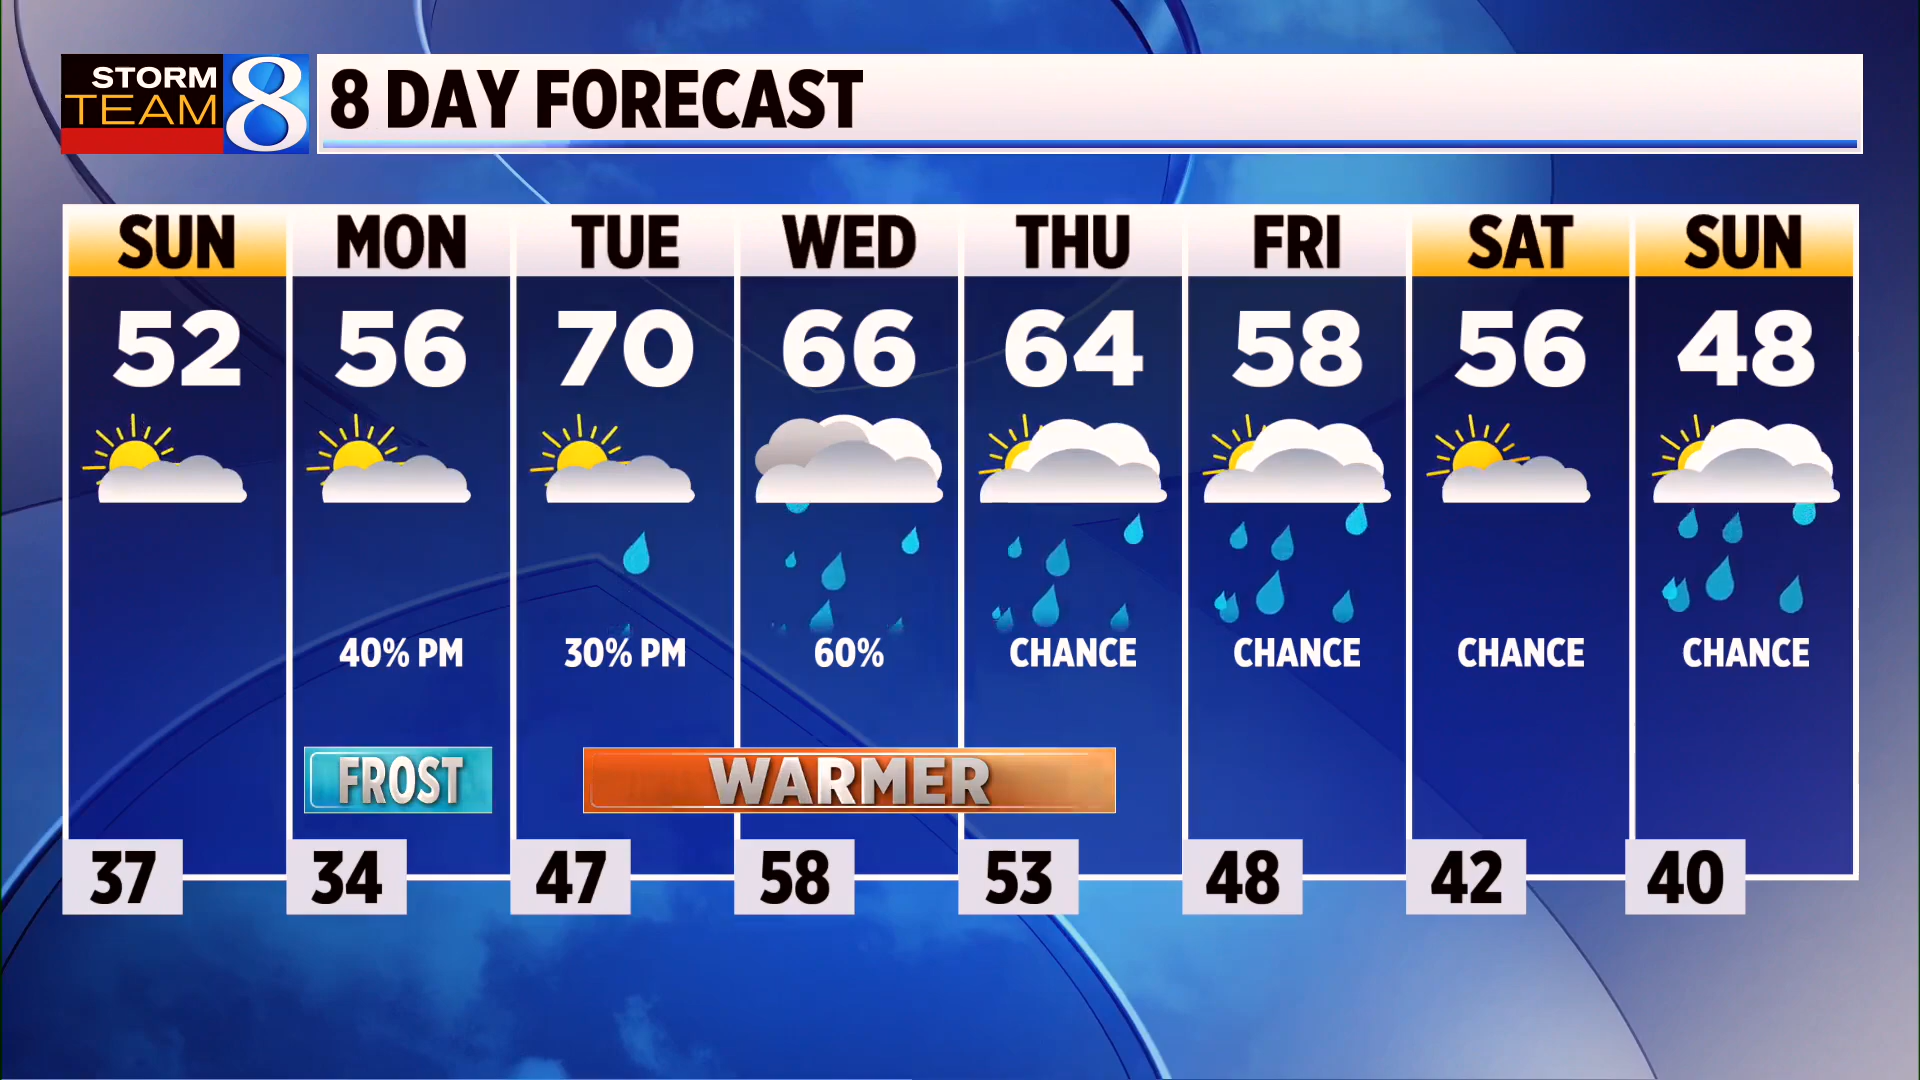 STORM
TEAM
8
8 DAY FORECAST
SUN MON TUE WED THU FRI SAT SUN
52 56 70 66 64 58 56 48
40% PM 30% PM 60% CHANCE CHANCE CHANCE CHANCE
FROST WARMER
37 34 47 58 53 48 42 40